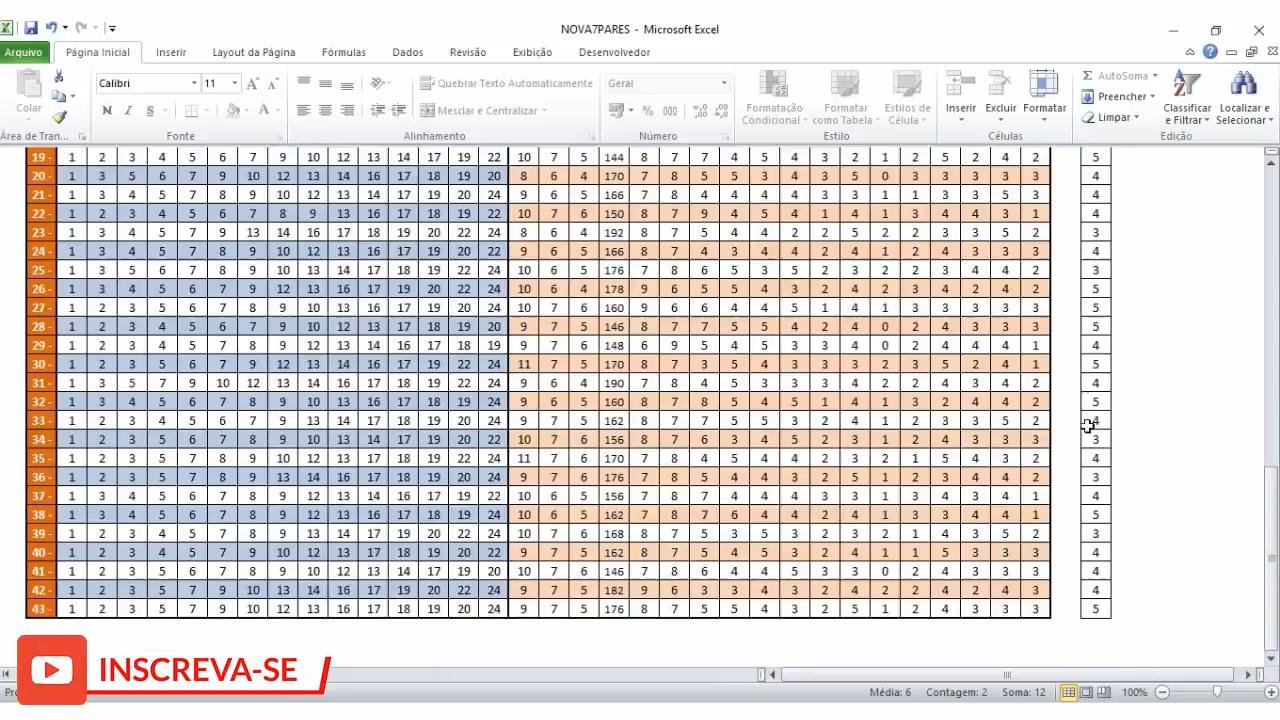 NOVA7PARES - Microsoft Excel
Arquivo Página Inicial Inserir Layout da Página Fórmulas Dados Revisão Exibição Desenvolvedor
Colar Calibri 11 Quebrar Texto Automaticamente Geral Formatação Condicional Formatar como Tabela Estilos de Célula Inserir Excluir Formatar AutoSoma Preencher Limpar Classificar e Filtrar Localizar e Selecionar
N I S Mesclar e Centralizar % 000
Área de Tran... Fonte Alinhamento Número Estilo Células Edição
19 - 1 2 3 4 5 6 7 9 10 12 13 14 17 19 22 10 7 5 144 8 7 7 4 5 4 3 2 1 2 5 2 4 2 5
20 - 1 3 5 6 7 9 10 12 13 14 16 17 18 19 20 8 6 4 170 7 8 5 5 3 4 3 5 0 3 3 3 3 3 4
21 - 1 3 4 5 7 8 9 10 12 14 16 17 19 20 24 9 6 5 166 7 8 4 4 4 4 3 3 1 1 3 3 5 3 4
22 - 1 2 3 4 5 6 7 8 9 13 16 17 18 19 22 10 7 6 150 8 7 9 4 5 4 1 4 1 3 3 4 3 1 4
23 - 1 3 4 5 7 9 13 14 16 17 18 19 20 22 24 8 6 4 192 8 7 5 4 4 2 2 5 2 2 3 3 5 2 3
24 - 1 3 4 5 6 7 8 9 10 12 13 16 17 20 22 9 6 5 166 8 7 4 3 4 4 2 4 1 2 4 3 3 3 4
25 - 1 3 5 6 7 8 9 10 13 14 17 18 19 22 24 10 6 5 176 7 8 6 5 3 5 2 3 2 2 3 4 4 2 3
26 - 1 3 4 5 6 7 9 12 13 16 17 18 19 20 24 10 6 4 178 9 6 5 5 4 3 2 4 2 3 4 2 4 2 5
27 - 1 2 3 5 6 7 8 9 10 13 16 17 18 19 24 10 7 6 160 9 6 6 4 4 5 1 4 1 3 3 3 3 3 5
28 - 1 2 3 4 5 6 7 9 10 12 13 17 18 19 20 9 7 5 146 8 7 7 5 5 4 2 4 0 2 4 3 3 3 5
29 - 1 2 3 4 5 6 7 8 9 12 13 14 17 18 19 9 7 6 148 6 9 5 4 5 3 3 4 0 2 4 4 4 1 4
30 - 1 2 3 5 6 7 9 12 13 14 16 17 18 22 24 11 7 5 170 8 7 3 5 4 3 3 3 2 3 5 2 4 1 5
31 - 1 3 5 7 9 10 12 13 14 16 17 18 19 22 24 9 6 4 190 7 8 4 5 3 3 3 4 2 2 4 3 4 2 4
32 - 1 3 4 5 6 7 8 9 12 13 16 17 18 19 22 9 6 5 160 8 7 8 5 4 5 1 4 1 3 2 4 4 2 5
33 - 1 2 3 4 5 6 7 9 13 14 17 18 19 20 24 9 7 5 162 8 7 7 5 5 3 2 4 1 2 3 3 5 2 4
34 - 1 2 3 4 5 6 7 8 9 10 13 14 17 18 24 10 7 6 156 8 7 6 3 4 5 2 3 1 2 4 3 3 3 3
35 - 1 2 3 5 7 8 9 10 12 13 14 16 17 18 24 11 7 6 170 7 8 4 5 4 4 2 3 2 1 5 4 3 2 4
36 - 1 2 3 5 7 8 9 13 14 16 17 18 19 20 24 9 7 6 176 7 8 5 4 4 3 2 5 1 2 3 4 4 2 3
37 - 1 3 4 5 6 7 8 9 12 13 14 16 17 19 22 10 6 5 156 7 8 7 4 4 4 3 3 1 3 4 3 4 1 4
38 - 1 3 4 5 6 7 8 9 12 13 14 16 17 18 24 10 6 5 162 7 8 7 6 4 4 2 4 1 3 3 4 4 1 5
39 - 1 2 3 5 6 7 8 9 13 14 17 19 20 22 24 10 7 6 168 8 7 5 3 5 3 2 3 2 1 4 3 5 2 3
40 - 1 2 3 5 6 7 9 10 12 13 17 18 19 20 22 9 7 5 162 8 7 5 4 5 3 2 4 1 1 5 3 3 3 4
41 - 1 2 3 4 5 6 7 8 9 10 12 14 17 19 20 10 7 6 146 7 8 6 4 4 5 3 3 0 2 4 3 3 3 4
42 - 1 2 3 5 6 7 9 10 13 14 16 17 18 20 24 9 7 5 182 9 6 3 3 4 3 2 4 2 2 4 2 4 3 4
43 - 1 2 3 5 6 7 9 10 12 13 16 17 19 20 24 9 7 5 176 8 7 5 5 4 3 2 5 1 2 4 3 3 3 5
INSCREVA-SE
Média: 6 Contagem: 2 Soma: 12 100%